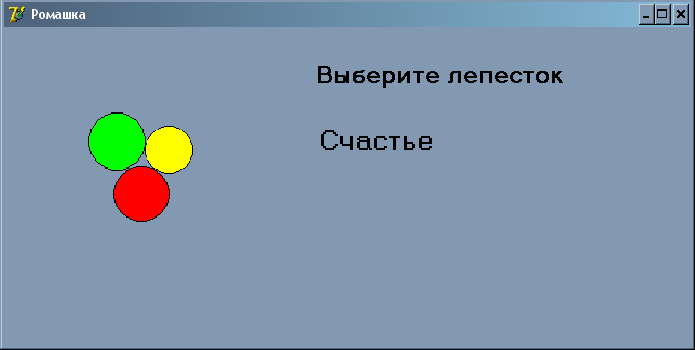 Ромашка
Выберите лепесток
Счастье